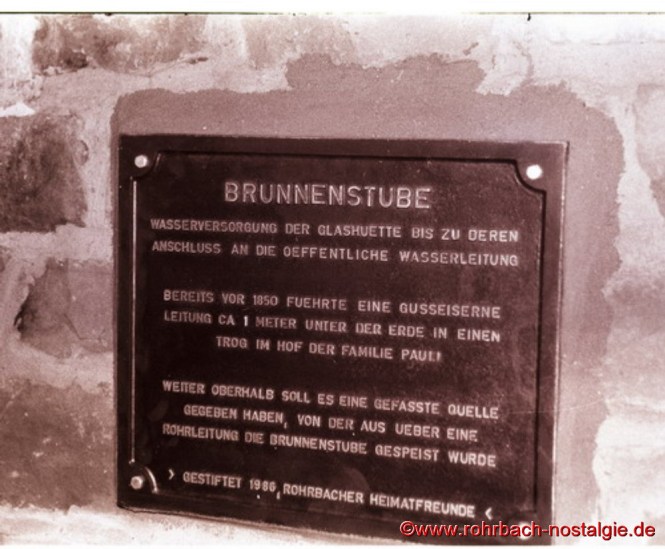 BRUNNENSTUBE
WASSERVERSORGUNG DER GLASHUETTE BIS ZU DEREN
ANSCHLUSS AN DIE OEFFENTLICHE WASSERLEITUNG
BEREITS VOR 1850 FUEHRTE EINE GUSSEISERNE
LEITUNG CA 1 METER UNTER DER ERDE IN EINEN
TROG IM HOF DER FAMILIE PAULI
WEITER OBERHALB SOLL ES EINE GEFASSTE QUELLE
GEGEBEN HABEN, VON DER AUS UEBER EINE
ROHRLEITUNG DIE BRUNNENSTUBE GESPEIST WURDE
> GESTIFTET 1986, ROHRBACHER HEIMATFREUNDE <
©www.rohrbach-nostalgie.de